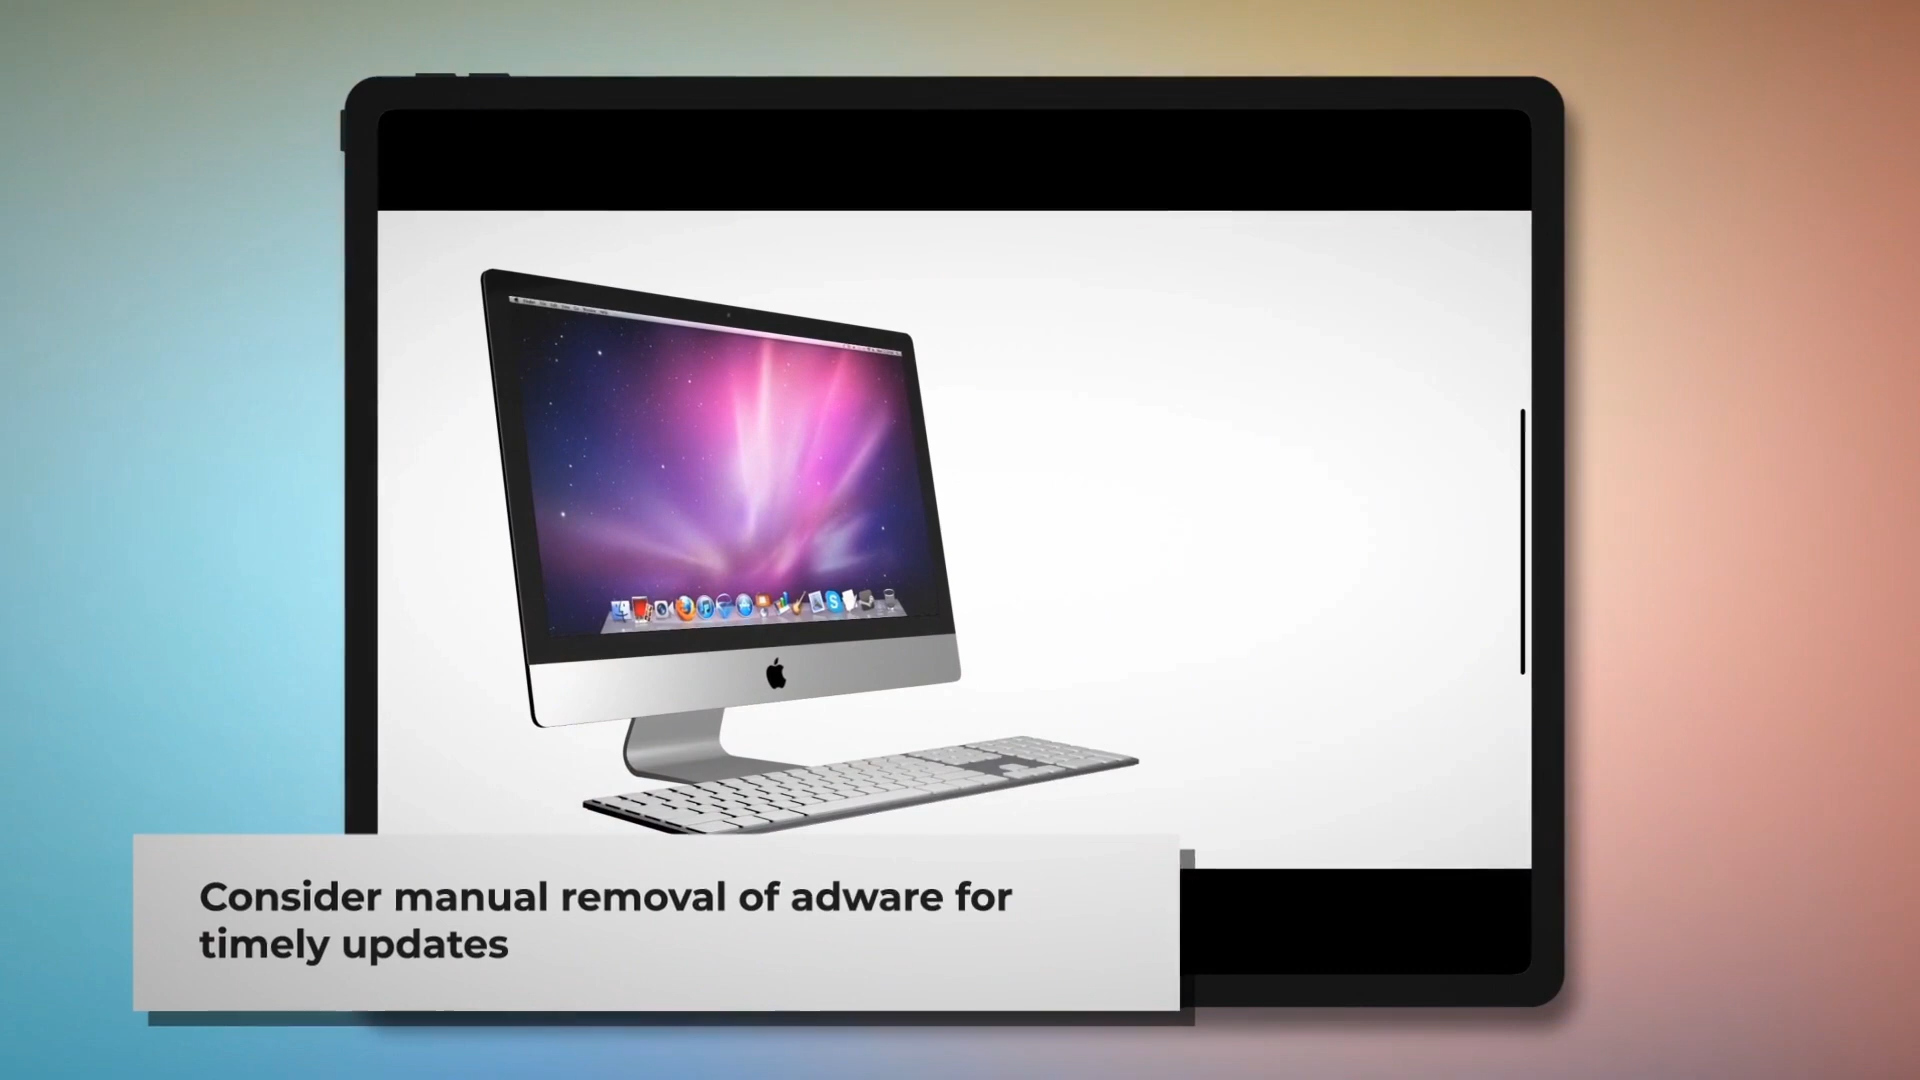 Consider manual removal of adware for
timely updates